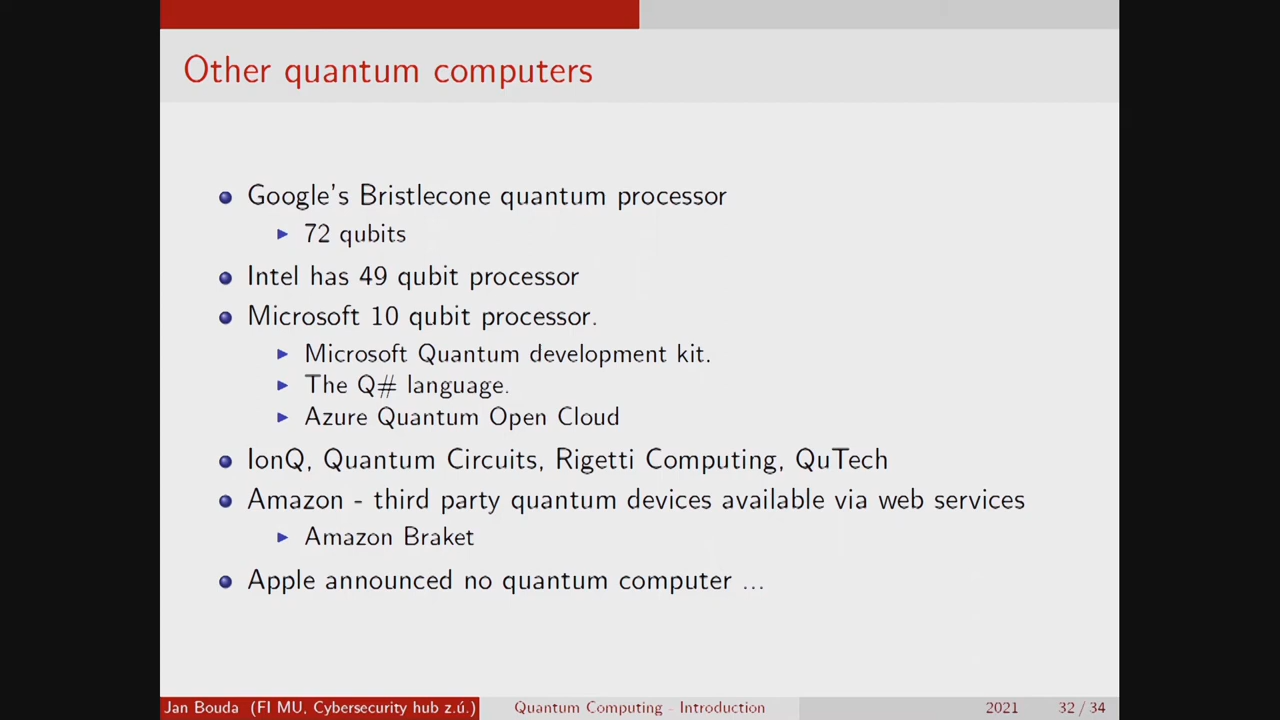 Other quantum computers
Google's Bristlecone quantum processor
72 qubits
Intel has 49 qubit processor
Microsoft 10 qubit processor.
Microsoft Quantum development kit.
The Q# language.
Azure Quantum Open Cloud
IonQ, Quantum Circuits, Rigetti Computing, QuTech
Amazon - third party quantum devices available via web services
Amazon Braket
Apple announced no quantum computer ...
Jan Bouda (FI MU, Cybersecurity hub z.ú.) Quantum Computing - Introduction 2021 32 / 34